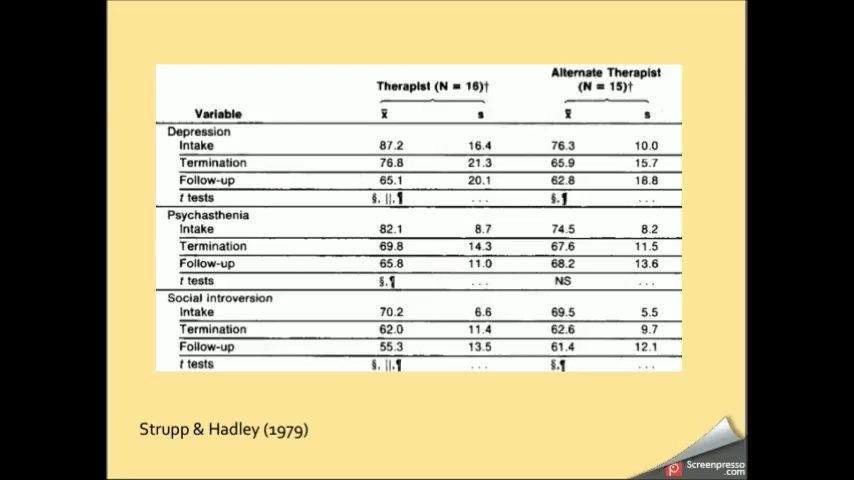 Therapist (N = 16)† Alternate Therapist (N = 15)†
Variable x̄ s x̄ s
Depression
Intake 87.2 16.4 76.3 10.0
Termination 76.8 21.3 65.9 15.7
Follow-up 65.1 20.1 62.8 18.8
t tests §, ||,¶ ... §,¶ ...
Psychasthenia
Intake 82.1 8.7 74.5 8.2
Termination 69.8 14.3 67.6 11.5
Follow-up 65.8 11.0 68.2 13.6
t tests §,¶ ... NS ...
Social introversion
Intake 70.2 6.6 69.5 5.5
Termination 62.0 11.4 62.6 9.7
Follow-up 55.3 13.5 61.4 12.1
t tests §, ||,¶ ... §,¶ ...
Strupp & Hadley (1979)
Screenpresso
.com